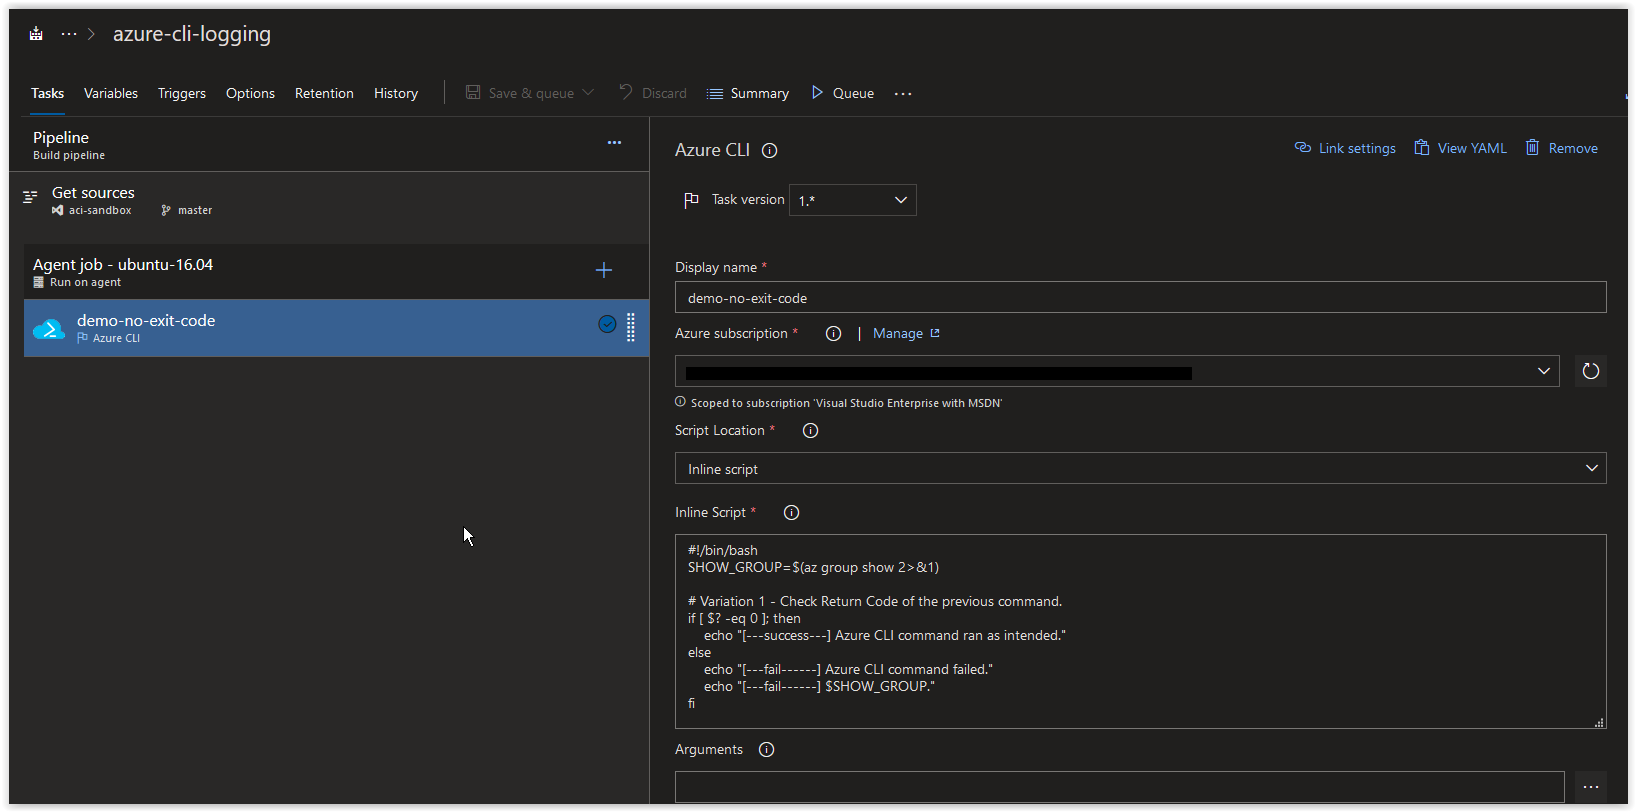 azure-cli-logging
Tasks Variables Triggers Options Retention History Save & queue Discard Summary Queue
Pipeline
Build pipeline
Get sources
aci-sandbox master
Agent job - ubuntu-16.04
Run on agent
demo-no-exit-code
Azure CLI
Azure CLI Link settings View YAML Remove
Task version 1.*
Display name *
demo-no-exit-code
Azure subscription * | Manage
Scoped to subscription 'Visual Studio Enterprise with MSDN'
Script Location *
Inline script
Inline Script *
#!/bin/bash
SHOW_GROUP=$(az group show 2>&1)
# Variation 1 - Check Return Code of the previous command.
if [ $? -eq 0 ]; then
echo "[---success---] Azure CLI command ran as intended."
else
echo "[---fail------] Azure CLI command failed."
echo "[---fail------] $SHOW_GROUP."
fi
Arguments